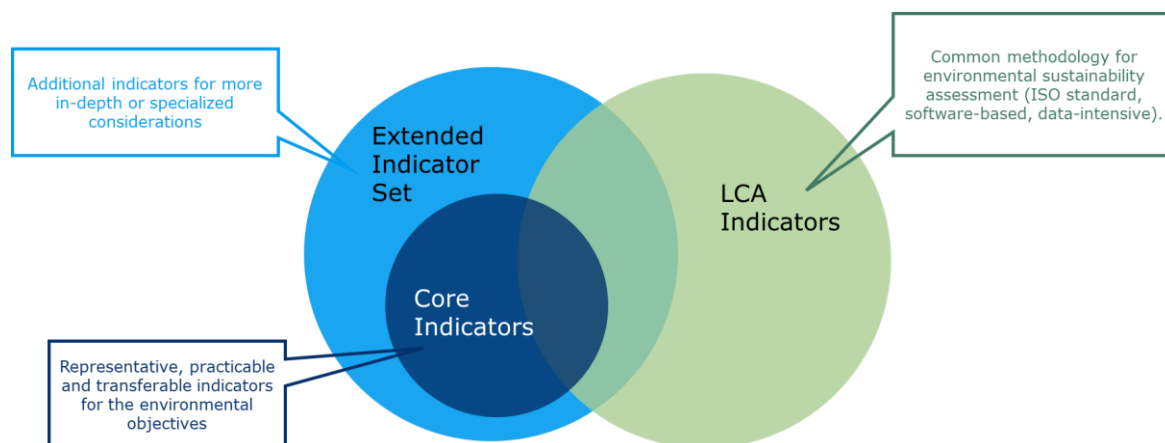 Additional indicators for more
in-depth or specialized
considerations
Extended
Indicator
Set
Common methodology for
environmental sustainability
assessment (ISO standard,
software-based, data-intensive).
LCA
Indicators
Core
Indicators
Representative, practicable
and transferable indicators
for the environmental
objectives